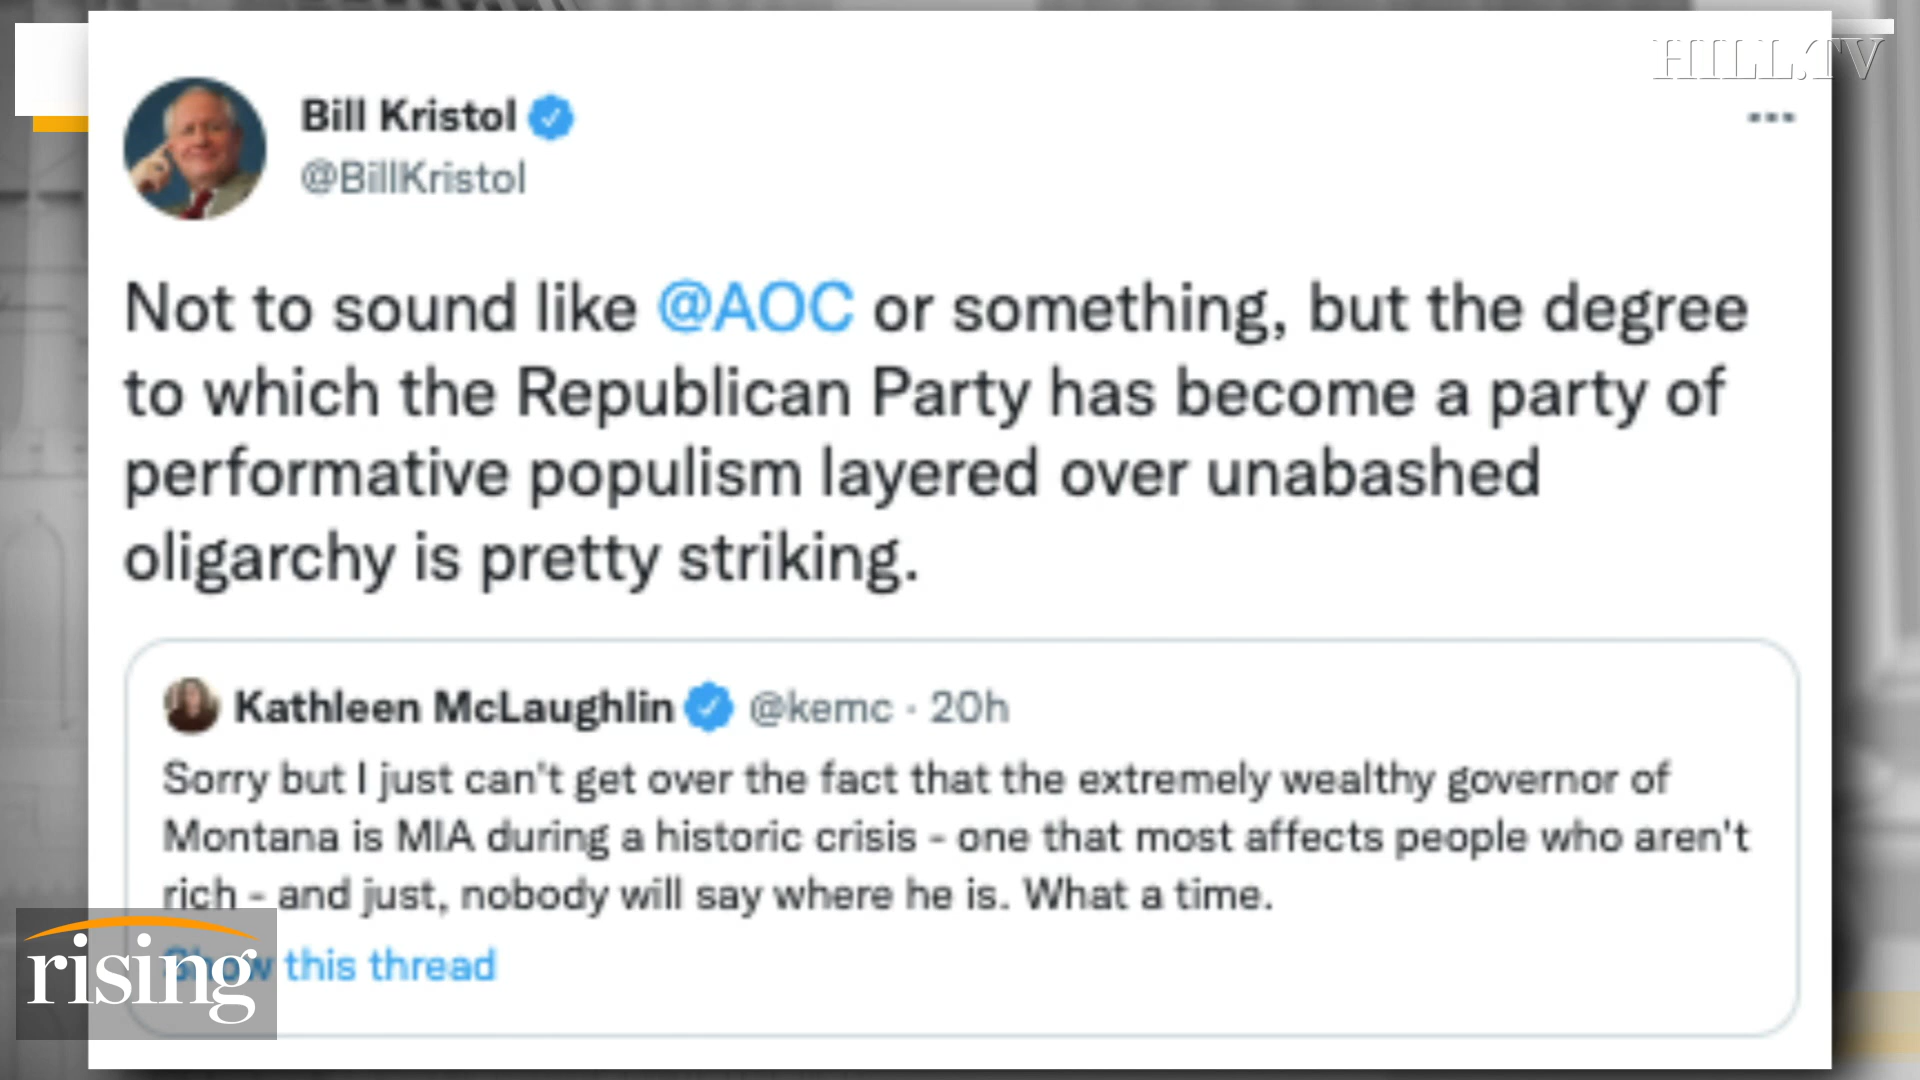 HILL.TV
Bill Kristol
@BillKristol
Not to sound like @AOC or something, but the degree
to which the Republican Party has become a party of
performative populism layered over unabashed
oligarchy is pretty striking.
Kathleen McLaughlin @kemc · 20h
Sorry but I just can't get over the fact that the extremely wealthy governor of
Montana is MIA during a historic crisis - one that most affects people who aren't
rich - and just, nobody will say where he is. What a time.
Show this thread
rising